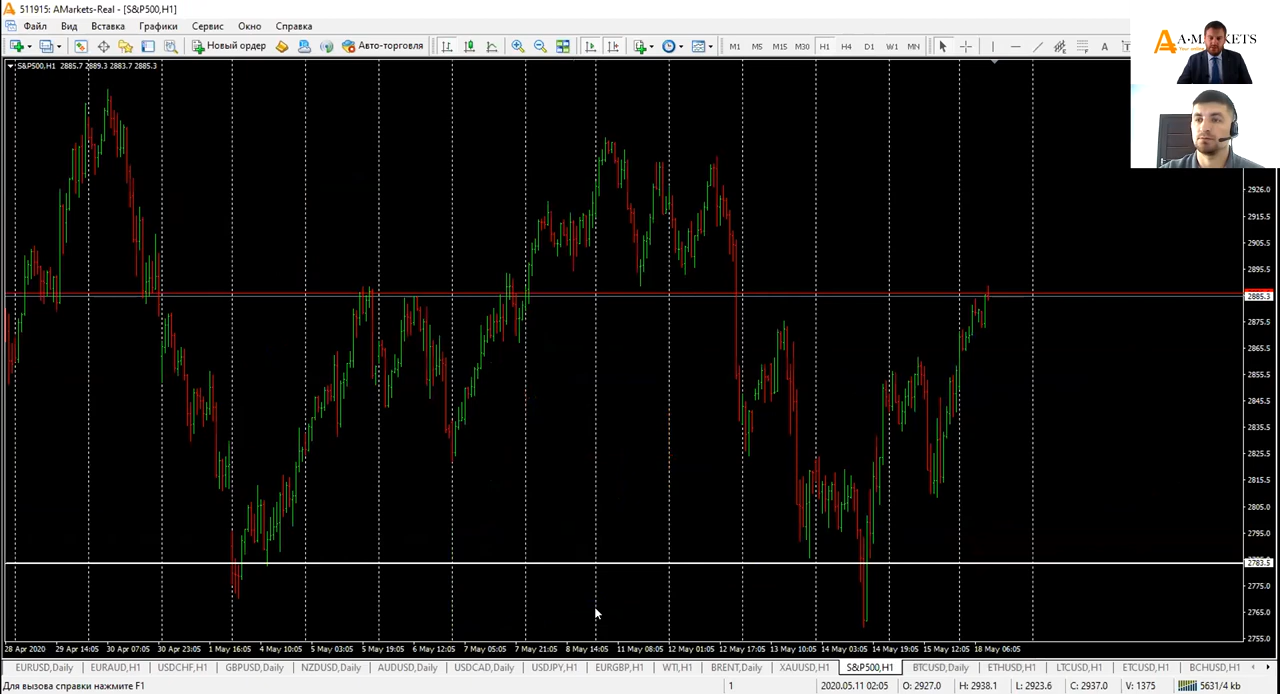 511915: AMarkets-Real - [S&P500,H1]
Файл Вид Вставка Графики Сервис Окно Справка
Новый ордер Авто-торговля M1 M5 M15 M30 H1 H4 D1 W1 MN A T
A·MARKETS
S&P500,H1 2885.7 2889.3 2883.7 2885.3
2926.0
2915.5
2905.5
2895.5
2885.3
2875.5
2865.5
2855.5
2845.5
2835.5
2825.5
2815.5
2805.0
2795.0
2783.5
2775.0
2765.0
2755.0
28 Apr 2020 29 Apr 14:05 30 Apr 07:05 30 Apr 23:05 1 May 16:05 4 May 10:05 5 May 03:05 5 May 19:05 6 May 12:05 7 May 05:05 7 May 21:05 8 May 14:05 11 May 08:05 12 May 02:05 12 May 17:05 13 May 10:05 14 May 03:05 14 May 19:05 15 May 12:05 18 May 06:05
EURUSD,Daily EURAUD,H1 USDCHF,H1 GBPUSD,Daily NZDUSD,Daily AUDUSD,Daily USDCAD,Daily USDJPY,H1 EURGBP,H1 WTI,H1 BRENT,Daily XAUUSD,H1 S&P500,H1 BTCUSD,Daily ETHUSD,H1 LTCUSD,H1 ETCUSD,H1 BCHUSD,H1
Для вызова справки нажмите F1 1 2020.05.11 02:05 O: 2927.0 H: 2938.1 L: 2923.6 C: 2937.0 V: 1375 5631/4 kb